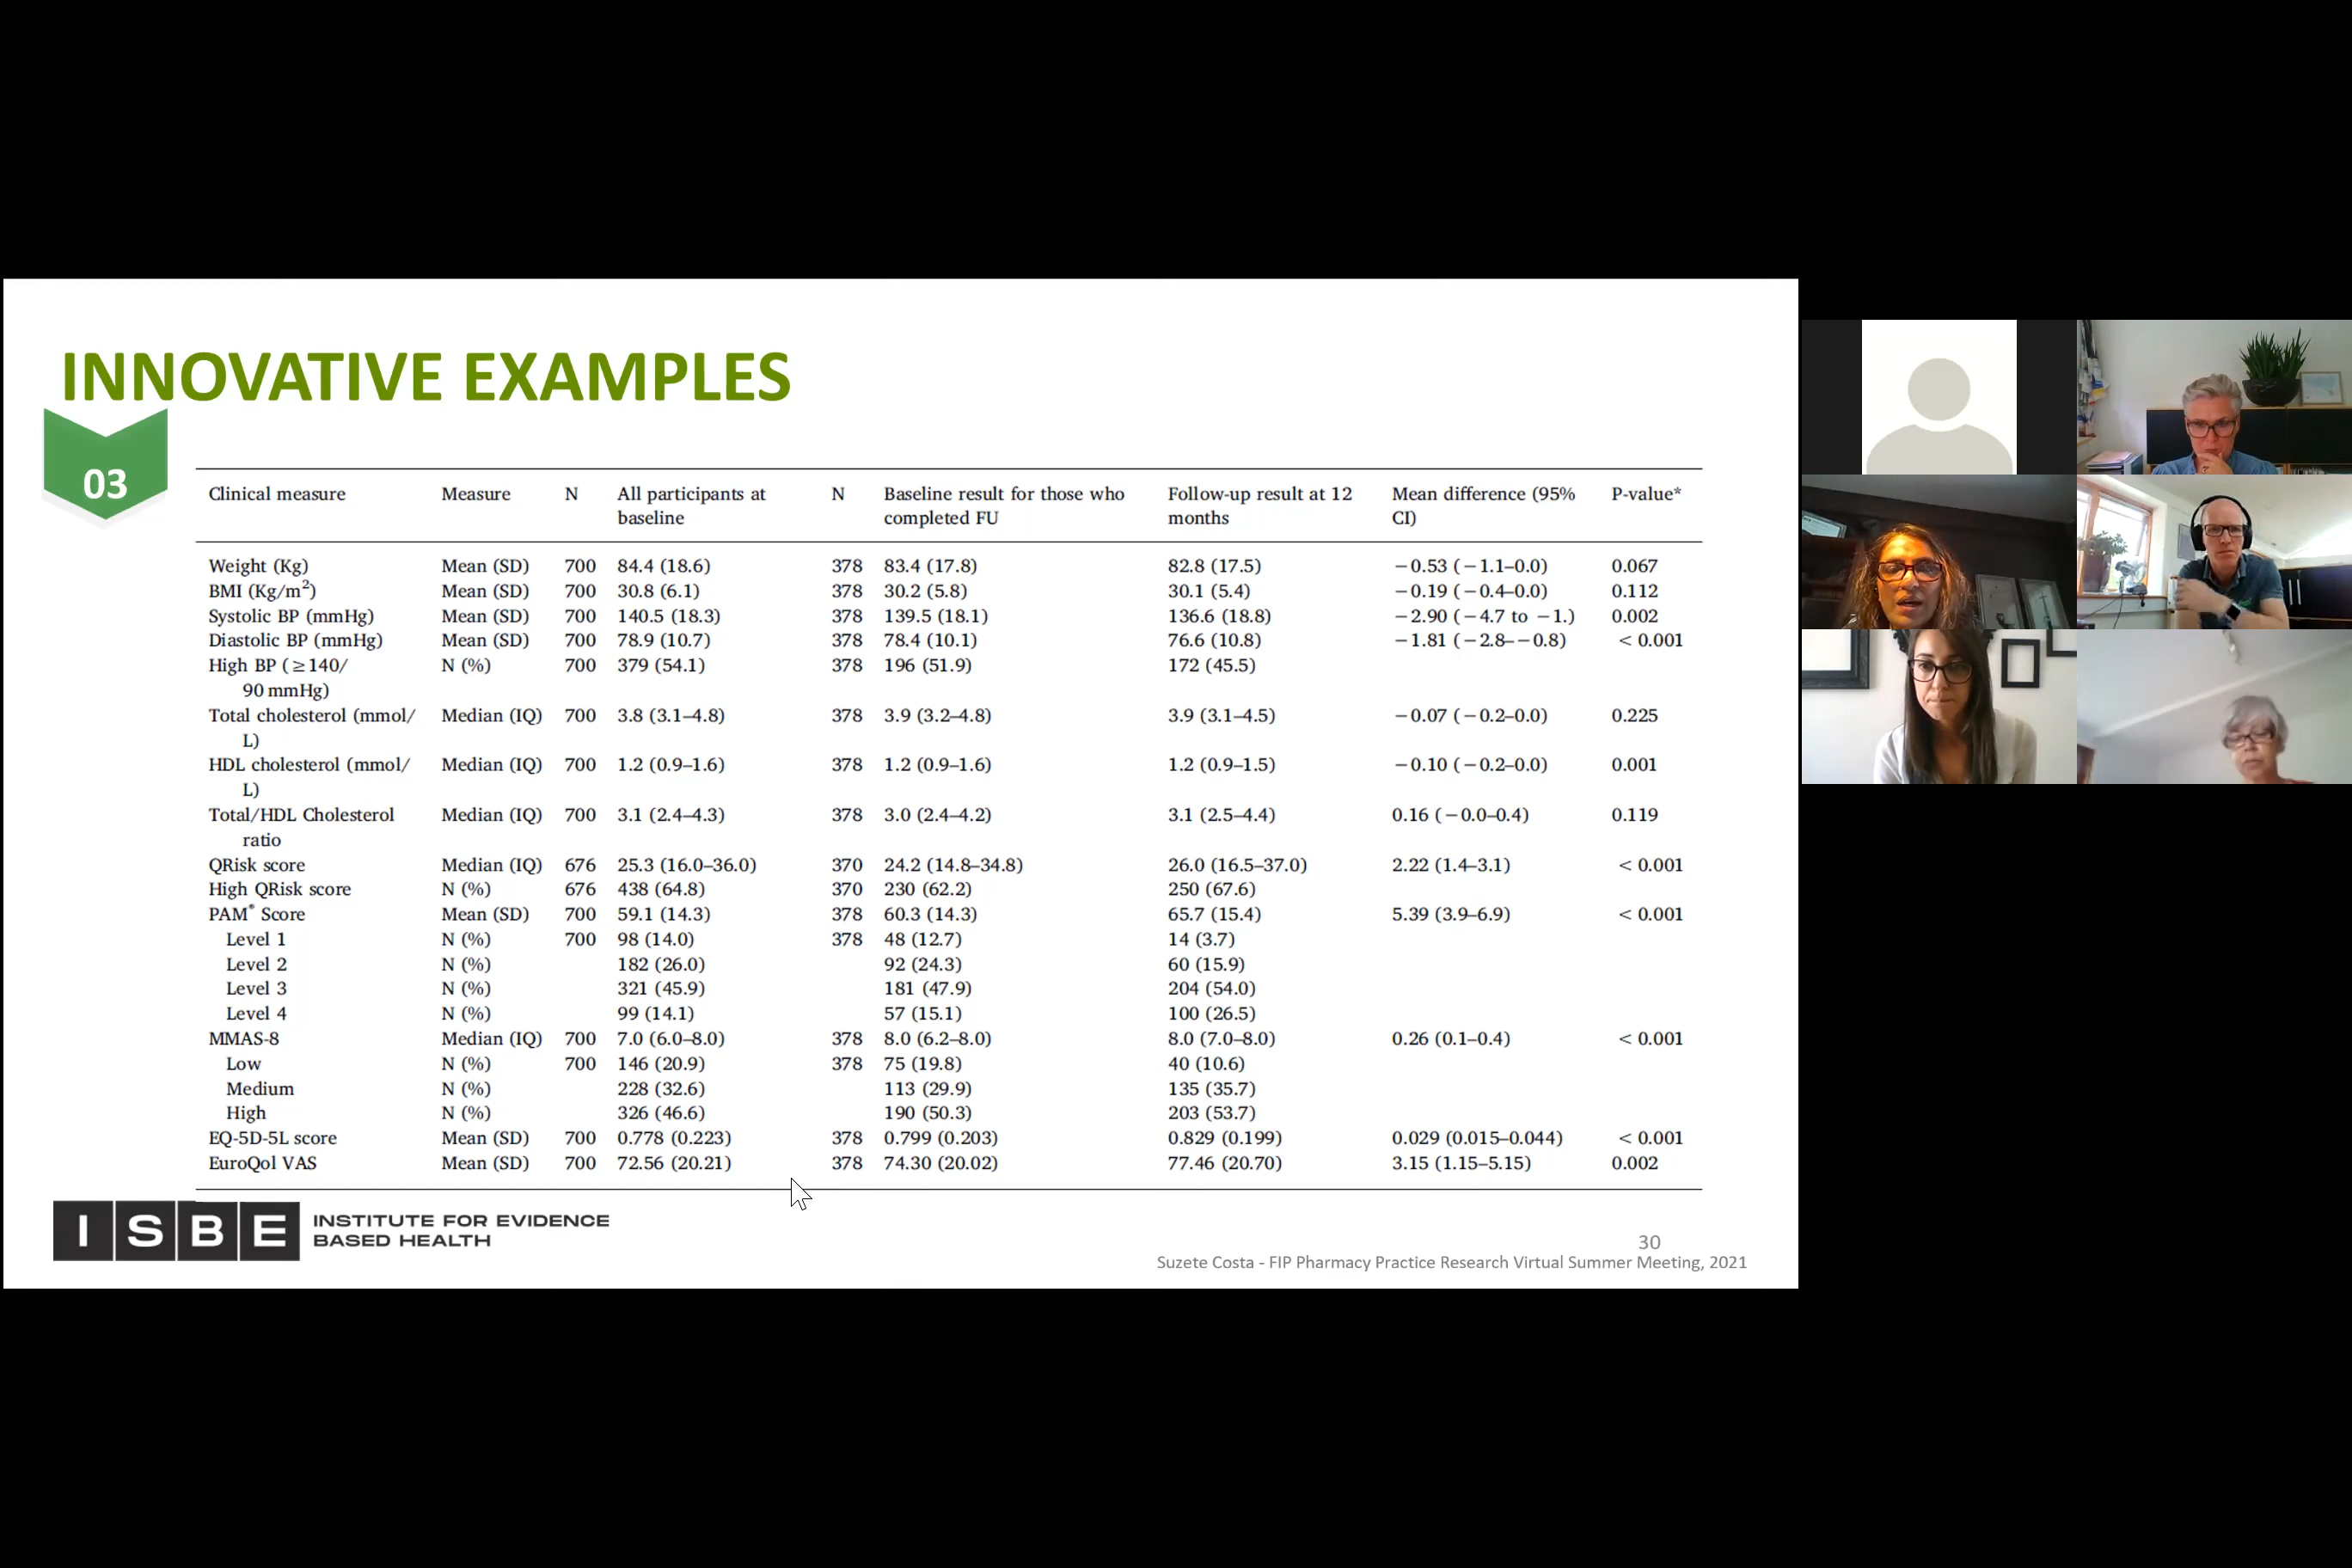 INNOVATIVE EXAMPLES
03
Clinical measure Measure N All participants at baseline N Baseline result for those who completed FU Follow-up result at 12 months Mean difference (95% CI) P-value*
Weight (Kg) Mean (SD) 700 84.4 (18.6) 378 83.4 (17.8) 82.8 (17.5) −0.53 (−1.1–0.0) 0.067
BMI (Kg/m²) Mean (SD) 700 30.8 (6.1) 378 30.2 (5.8) 30.1 (5.4) −0.19 (−0.4–0.0) 0.112
Systolic BP (mmHg) Mean (SD) 700 140.5 (18.3) 378 139.5 (18.1) 136.6 (18.8) −2.90 (−4.7 to −1.) 0.002
Diastolic BP (mmHg) Mean (SD) 700 78.9 (10.7) 378 78.4 (10.1) 76.6 (10.8) −1.81 (−2.8–−0.8) < 0.001
High BP (≥140/ N (%) 700 379 (54.1) 378 196 (51.9) 172 (45.5)
90 mmHg)
Total cholesterol (mmol/ Median (IQ) 700 3.8 (3.1–4.8) 378 3.9 (3.2–4.8) 3.9 (3.1–4.5) −0.07 (−0.2–0.0) 0.225
L)
HDL cholesterol (mmol/ Median (IQ) 700 1.2 (0.9–1.6) 378 1.2 (0.9–1.6) 1.2 (0.9–1.5) −0.10 (−0.2–0.0) 0.001
L)
Total/HDL Cholesterol Median (IQ) 700 3.1 (2.4–4.3) 378 3.0 (2.4–4.2) 3.1 (2.5–4.4) 0.16 (−0.0–0.4) 0.119
ratio
QRisk score Median (IQ) 676 25.3 (16.0–36.0) 370 24.2 (14.8–34.8) 26.0 (16.5–37.0) 2.22 (1.4–3.1) < 0.001
High QRisk score N (%) 676 438 (64.8) 370 230 (62.2) 250 (67.6)
PAM® Score Mean (SD) 700 59.1 (14.3) 378 60.3 (14.3) 65.7 (15.4) 5.39 (3.9–6.9) < 0.001
Level 1 N (%) 700 98 (14.0) 378 48 (12.7) 14 (3.7)
Level 2 N (%) 182 (26.0) 92 (24.3) 60 (15.9)
Level 3 N (%) 321 (45.9) 181 (47.9) 204 (54.0)
Level 4 N (%) 99 (14.1) 57 (15.1) 100 (26.5)
MMAS-8 Median (IQ) 700 7.0 (6.0–8.0) 378 8.0 (6.2–8.0) 8.0 (7.0–8.0) 0.26 (0.1–0.4) < 0.001
Low N (%) 700 146 (20.9) 378 75 (19.8) 40 (10.6)
Medium N (%) 228 (32.6) 113 (29.9) 135 (35.7)
High N (%) 326 (46.6) 190 (50.3) 203 (53.7)
EQ-5D-5L score Mean (SD) 700 0.778 (0.223) 378 0.799 (0.203) 0.829 (0.199) 0.029 (0.015–0.044) < 0.001
EuroQol VAS Mean (SD) 700 72.56 (20.21) 378 74.30 (20.02) 77.46 (20.70) 3.15 (1.15–5.15) 0.002
ISBE INSTITUTE FOR EVIDENCE
BASED HEALTH
30
Suzete Costa - FIP Pharmacy Practice Research Virtual Summer Meeting, 2021